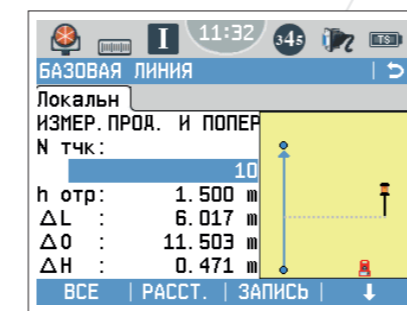 I 11:32 345 TS
БАЗОВАЯ ЛИНИЯ
Локальн
ИЗМЕР.ПРОД. И ПОПЕР
N тчк:
10
h отр: 1.500 m
ΔL : 6.017 m
ΔO : 11.503 m
ΔH : 0.471 m
ВСЕ | РАССТ. | ЗАПИСЬ | ↓